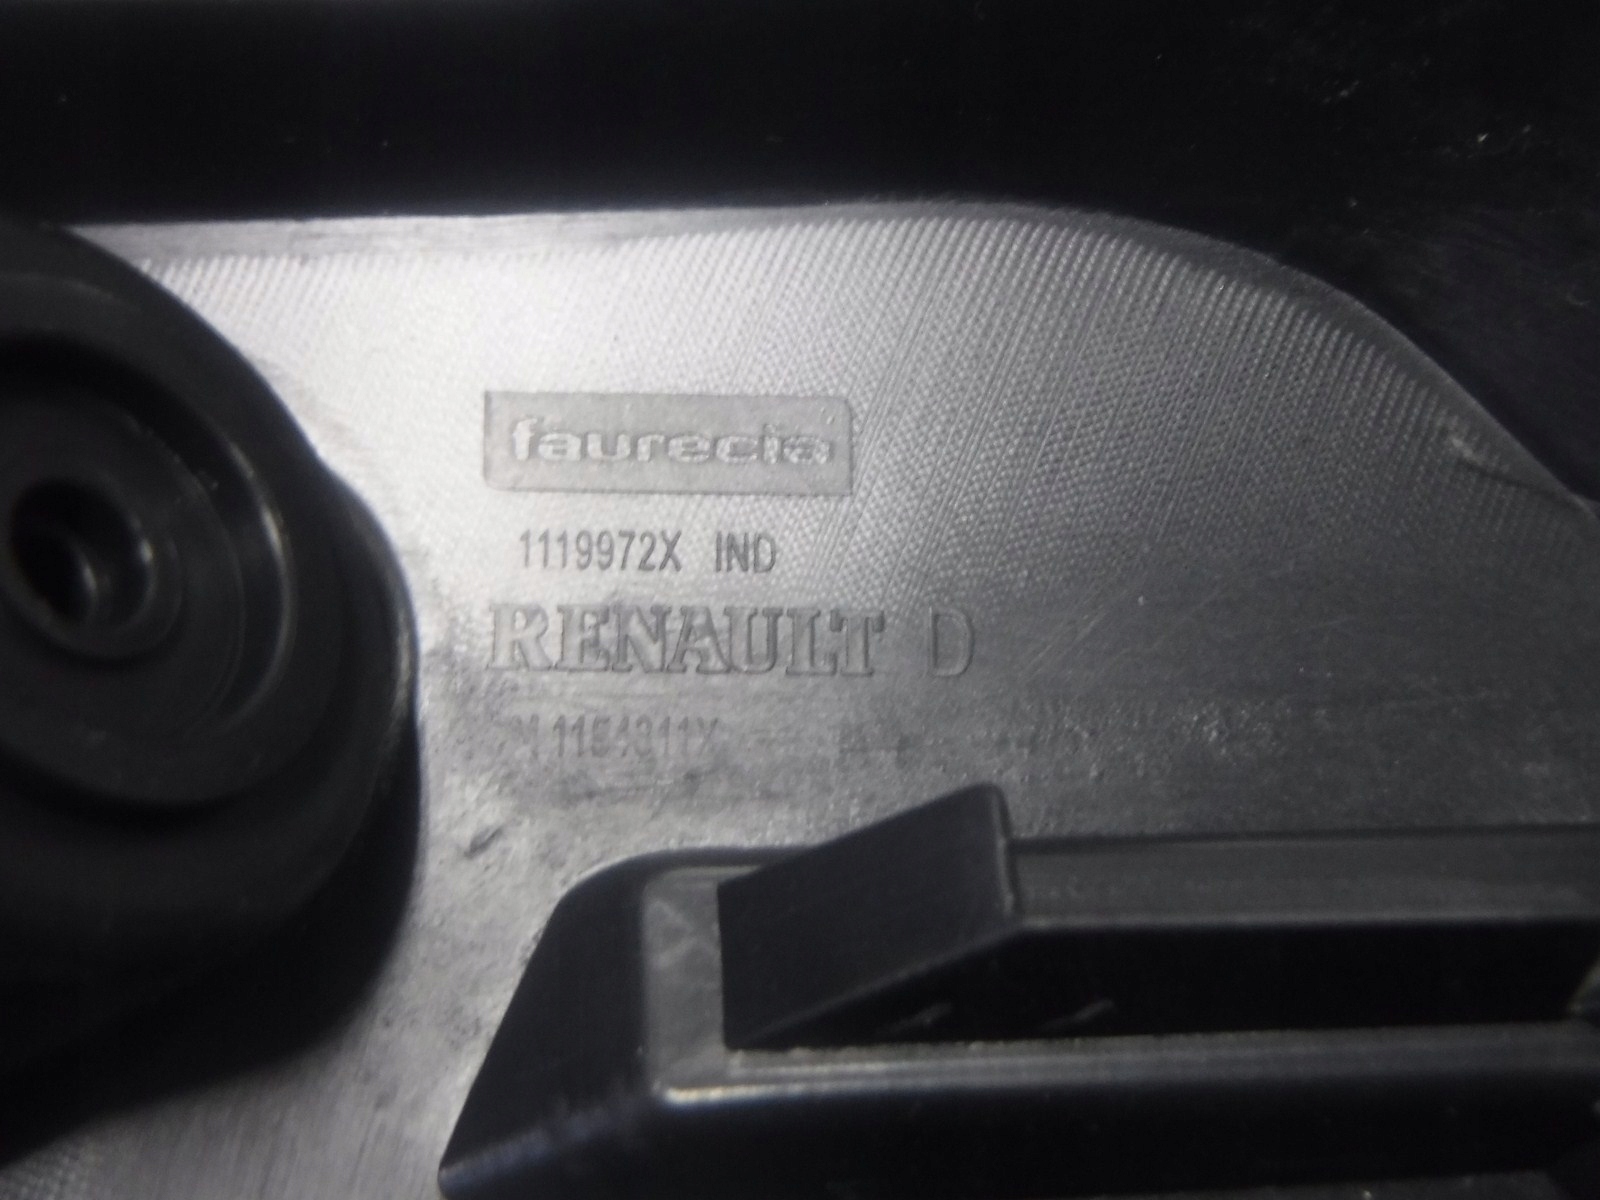 faurecia
1119972X IND
RENAULT D